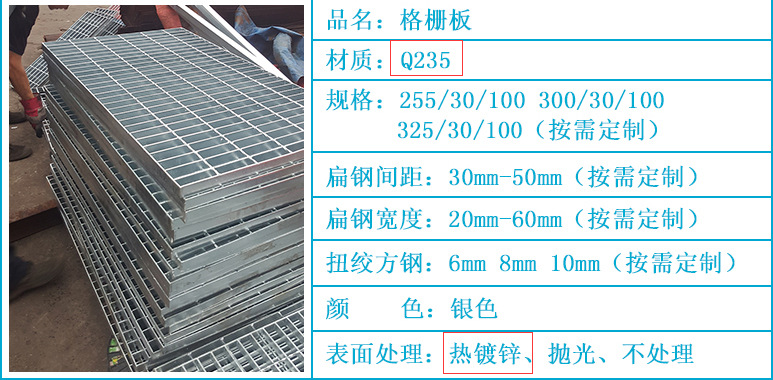 品名：格栅板
材质：Q235
规格：255/30/100 300/30/100
325/30/100（按需定制）
扁钢间距：30mm-50mm（按需定制）
扁钢宽度：20mm-60mm（按需定制）
扭绞方钢：6mm 8mm 10mm（按需定制）
颜　　色：银色
表面处理：热镀锌、抛光、不处理